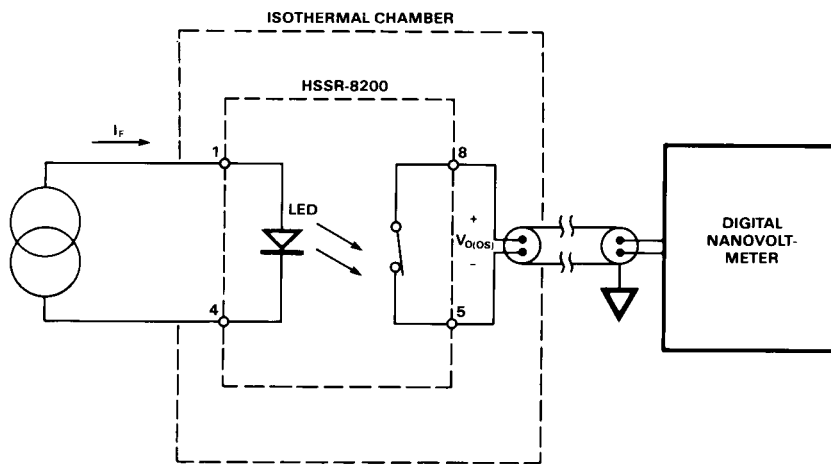 ISOTHERMAL CHAMBER
HSSR-8200
I_F
1
8
LED
+
V_O(OS)
−
DIGITAL
NANOVOLT-
METER
4
5